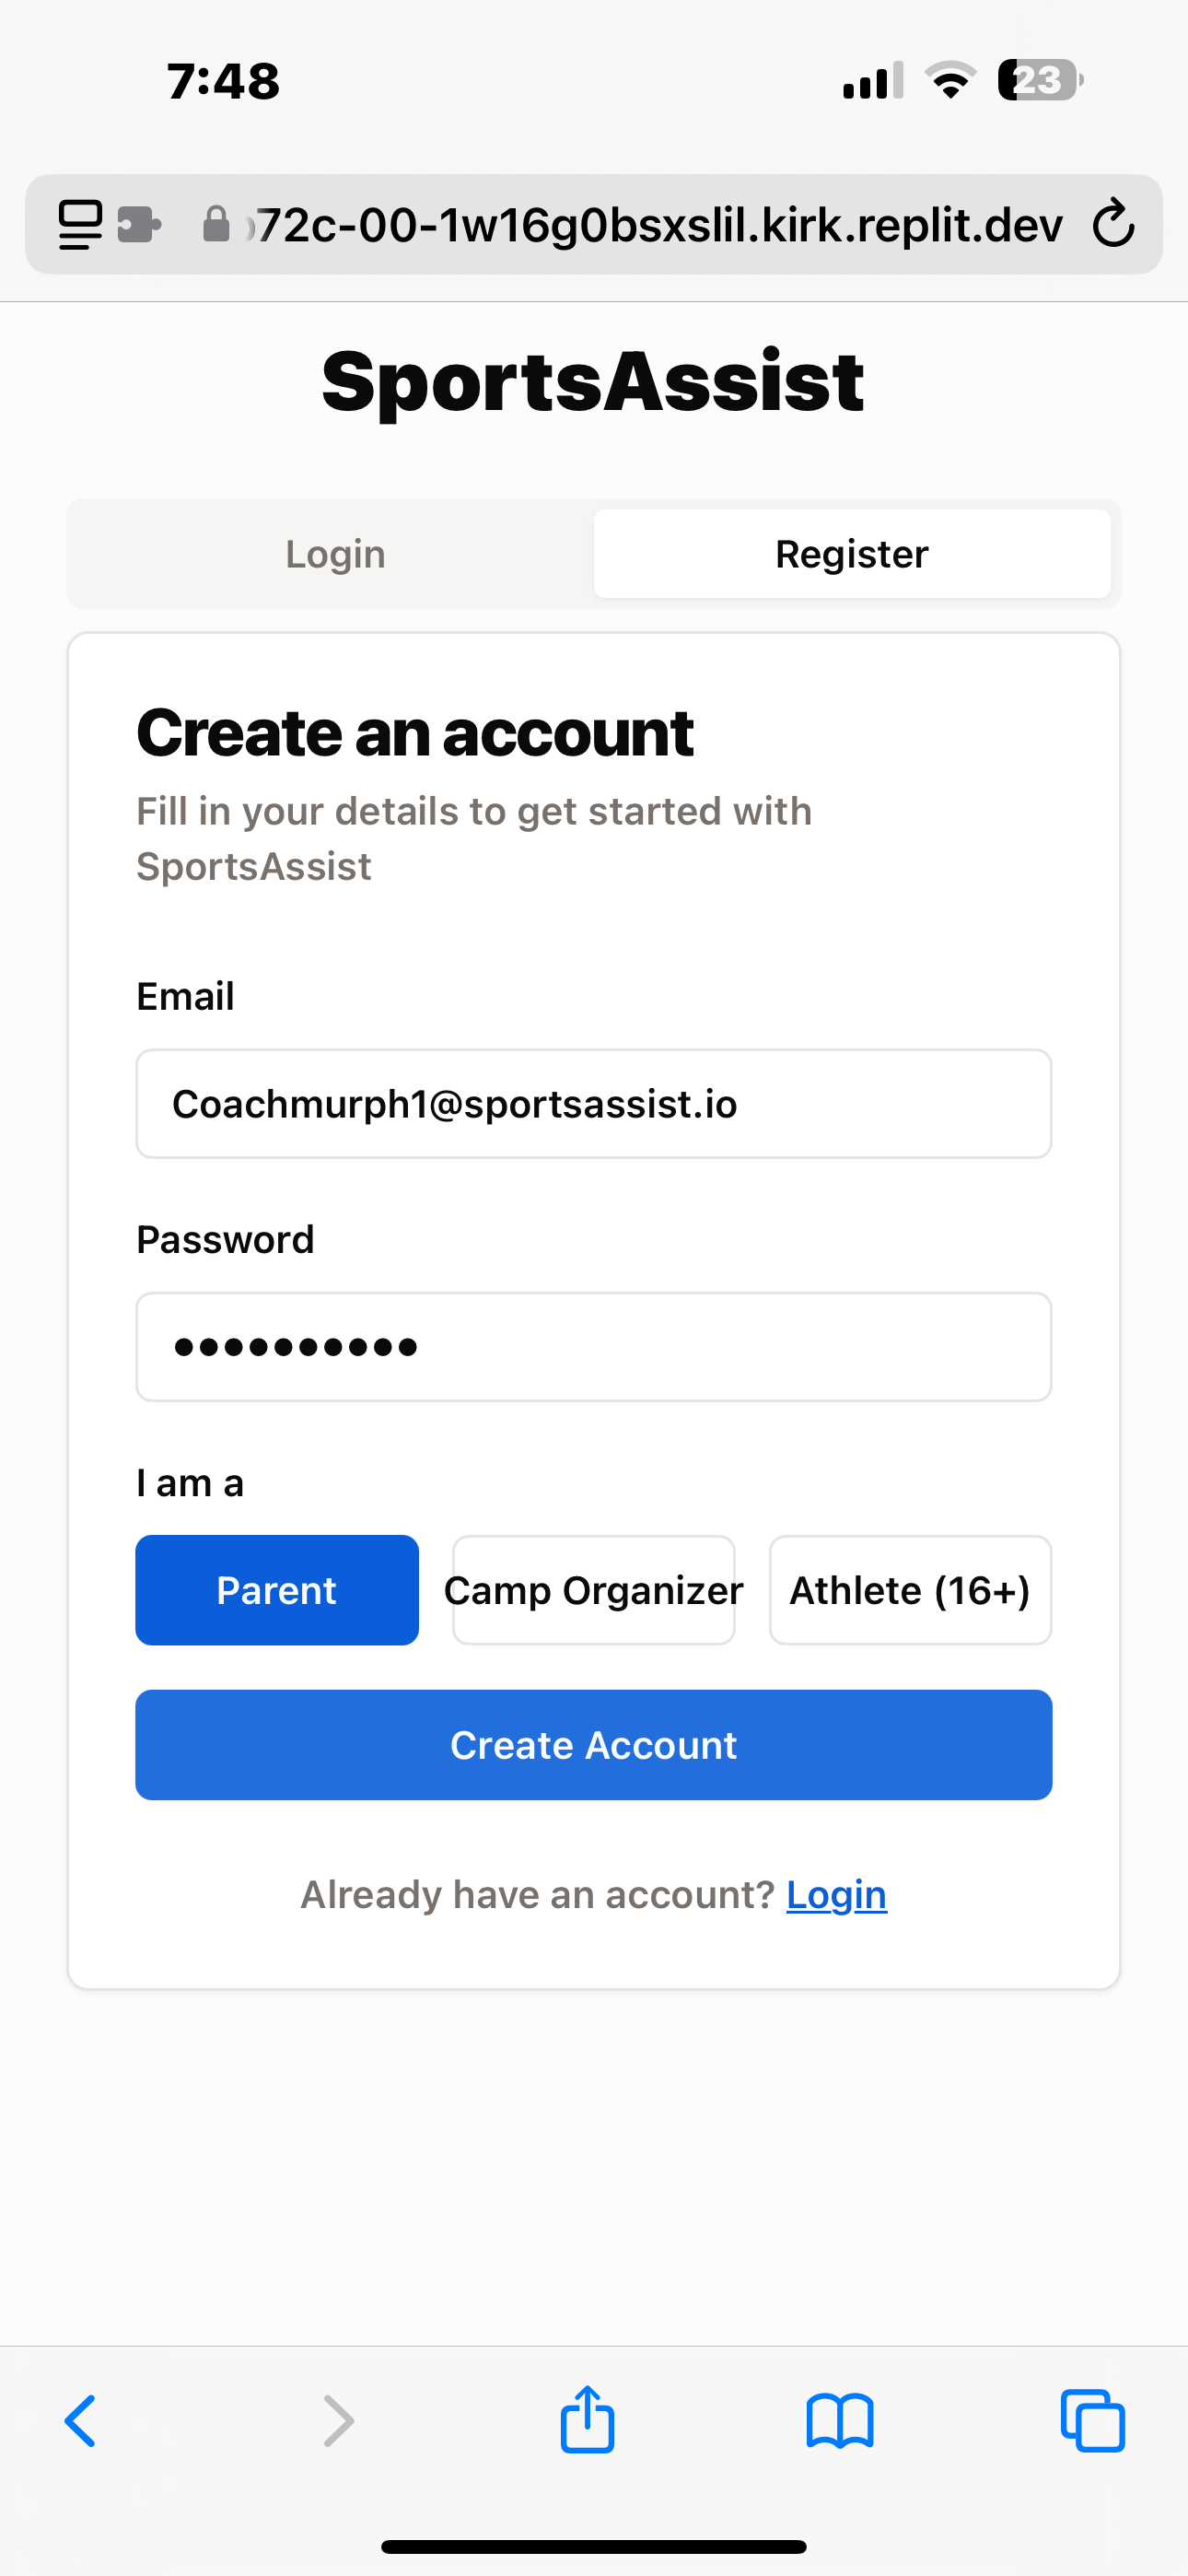 7:48
23
72c-00-1w16g0bsxslil.kirk.replit.dev
SportsAssist
Login
Register
Create an account
Fill in your details to get started with
SportsAssist
Email
Coachmurph1@sportsassist.io
Password
••••••••••
I am a
Parent
Camp Organizer
Athlete (16+)
Create Account
Already have an account? Login